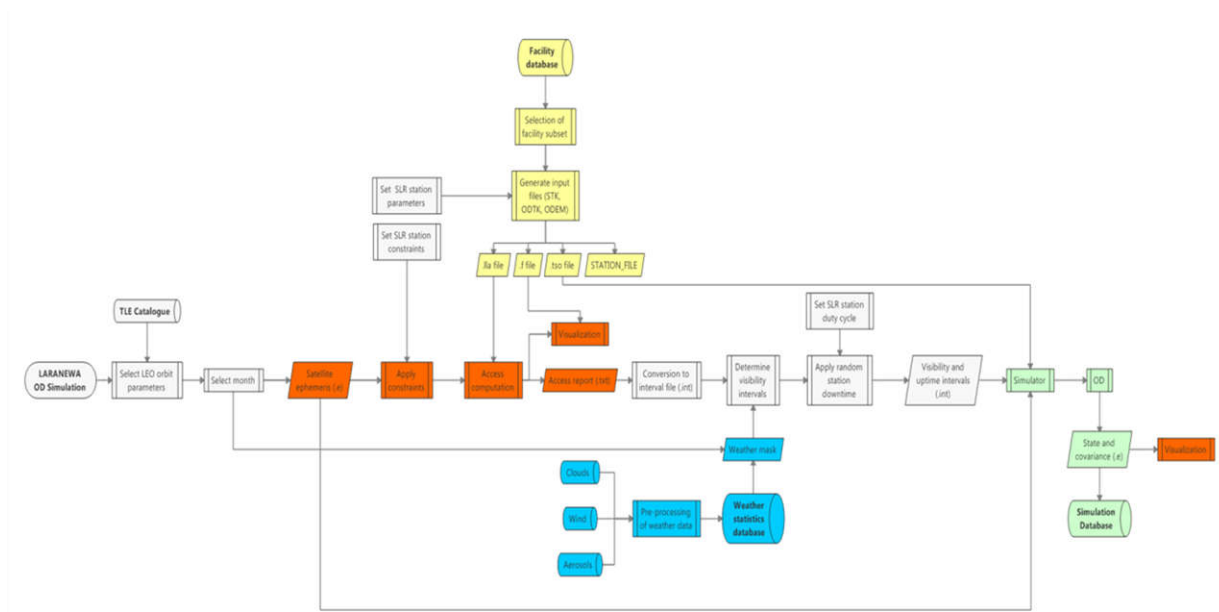 Facility
database
Selection of
facility subset
Set SLR station
parameters
Generate input
files (STK,
ODTK, ODEM)
Set SLR station
constraints
.lla file
.f file
.tso file
STATION_FILE
TLE Catalogue
Visualization
Set SLR station
duty cycle
LARANEWA
OD Simulation
Select LEO orbit
parameters
Select month
Satellite
ephemeris (.e)
Apply
constraints
Access
computation
Access report (.txt)
Conversion to
interval file (.int)
Determine
visibility
intervals
Apply random
station
downtime
Visibility and
uptime intervals
(.int)
Simulator
OD
Weather mask
State and
covariance (.e)
Visualization
Clouds
Wind
Aerosols
Pre-processing
of weather data
Weather
statistics
database
Simulation
Database